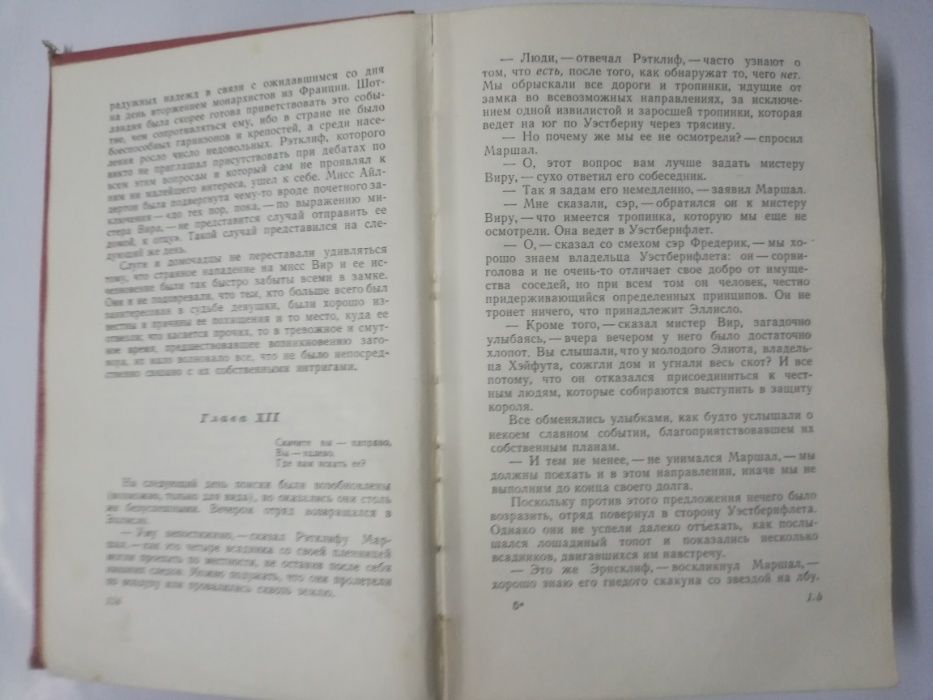 радужных надежд в связи с ожидавшимся со дня
на день вторжением монархистов из Франции. Шот-
ландия была скорее готова приветствовать это собы-
тие, чем сопротивляться ему, ибо в стране не было
боеспособных гарнизонов и крепостей, а среди насе-
ления росло число недовольных. Рэтклиф, которого
никто не приглашал присутствовать при дебатах по
всем этим вопросам и который сам не проявлял к
ним ни малейшего интереса, ушел к себе. Мисс Айл-
дертон была подвергнута чему-то вроде почетного за-
ключения — «до тех пор, пока, — по выражению ми-
стера Вира, — не представится случай отправить ее
домой, к отцу». Такой случай представился на сле-
дующий же день.
Слуги и домочадцы не переставали удивляться
тому, что странное нападение на мисс Вир и ее ис-
чезновение были так быстро забыты всеми в замке.
Они и не подозревали, что тем, кто больше всего был
заинтересован в судьбе девушки, были хорошо из-
вестны и причины ее похищения и то место, куда ее
отвезли; что касается прочих, то в тревожное и смут-
ное время, предшествовавшее возникновению заго-
вора, их мало волновало все, что не было непосред-
ственно связано с их собственными интригами.
Глава XII
Скачите вы — направо,
Вы — налево.
Где нам искать ее?
На следующий день поиски были возобновлены
(возможно, только для вида), но оказались они столь
же безуспешными. Вечером отряд возвращался в
Эллисло.
— Уму непостижимо, — сказал Рэтклифу Мар-
шал, — как это четыре всадника со своей пленницей
могли проехать по местности, не оставив после себя
никаких следов. Можно подумать, что они пролетели
по воздуху или провалились сквозь землю.
— Люди, — отвечал Рэтклиф, — часто узнают о
том, что есть, после того, как обнаружат то, чего нет.
Мы обрыскали все дороги и тропинки, идущие от
замка во всевозможных направлениях, за исключе-
нием одной извилистой и заросшей тропинки, которая
ведет на юг по Уэстберну через трясину.
— Но почему же мы ее не осмотрели? — спросил
Маршал.
— О, этот вопрос вам лучше задать мистеру
Виру, — сухо ответил его собеседник.
— Так я задам его немедленно, — заявил Маршал.
— Мне сказали, сэр, — обратился он к мистеру
Виру, — что имеется тропинка, которую мы еще не
осмотрели. Она ведет в Уэстбернфлет.
— О, — сказал со смехом сэр Фредерик, — мы хо-
рошо знаем владельца Уэстбернфлета: он — сорви-
голова и не очень-то отличает свое добро от имуще-
ства соседей, но при всем том он человек, честно
придерживающийся определенных принципов. Он не
тронет ничего, что принадлежит Эллисло.
— Кроме того, — сказал мистер Вир, загадочно
улыбаясь, — вчера вечером у него было достаточно
хлопот. Вы слышали, что у молодого Элиота, владель-
ца Хэйфута, сожгли дом и угнали весь скот? И все
потому, что он отказался присоединиться к чест-
ным людям, которые собираются выступить в защиту
короля.
Все обменялись улыбками, как будто услышали о
некоем славном событии, благоприятствовавшем их
собственным планам.
— И тем не менее, — не унимался Маршал, — мы
должны поехать и в этом направлении, иначе мы не
выполним до конца своего долга.
Поскольку против этого предложения нечего было
возразить, отряд повернул в сторону Уэстбернфлета.
Однако они не успели далеко отъехать, как послы-
шался лошадиный топот и показались несколько
всадников, двигавшихся им навстречу.
— Это же Эрнсклиф, — воскликнул Маршал, —
хорошо знаю его гнедого скакуна со звездой на лбу.
5*